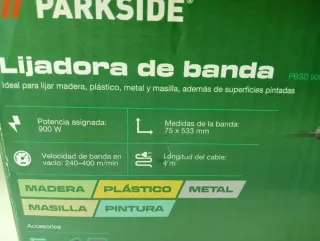 PARKSIDE®
Lijadora de banda
PBSD 900
Ideal para lijar madera, plástico, metal y masilla, además de superficies pintadas
Potencia asignada:
900 W
Medidas de la banda:
75 x 533 mm
Velocidad de banda en
vacío: 240–400 m/min
Longitud del cable:
4 m
MADERA
PLÁSTICO
METAL
MASILLA
PINTURA
Accesorios